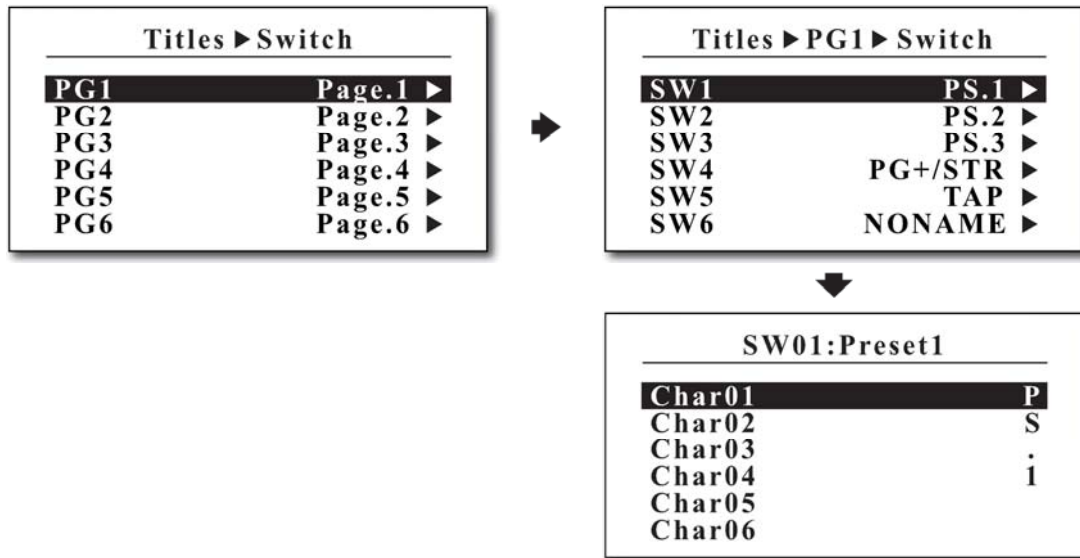 Titles ▶ Switch
PG1 Page.1 ▶
PG2 Page.2 ▶
PG3 Page.3 ▶
PG4 Page.4 ▶
PG5 Page.5 ▶
PG6 Page.6 ▶
Titles ▶ PG1 ▶ Switch
SW1 PS.1 ▶
SW2 PS.2 ▶
SW3 PS.3 ▶
SW4 PG+/STR ▶
SW5 TAP ▶
SW6 NONAME ▶
SW01:Preset1
Char01 P
Char02 S
Char03 .
Char04 1
Char05
Char06